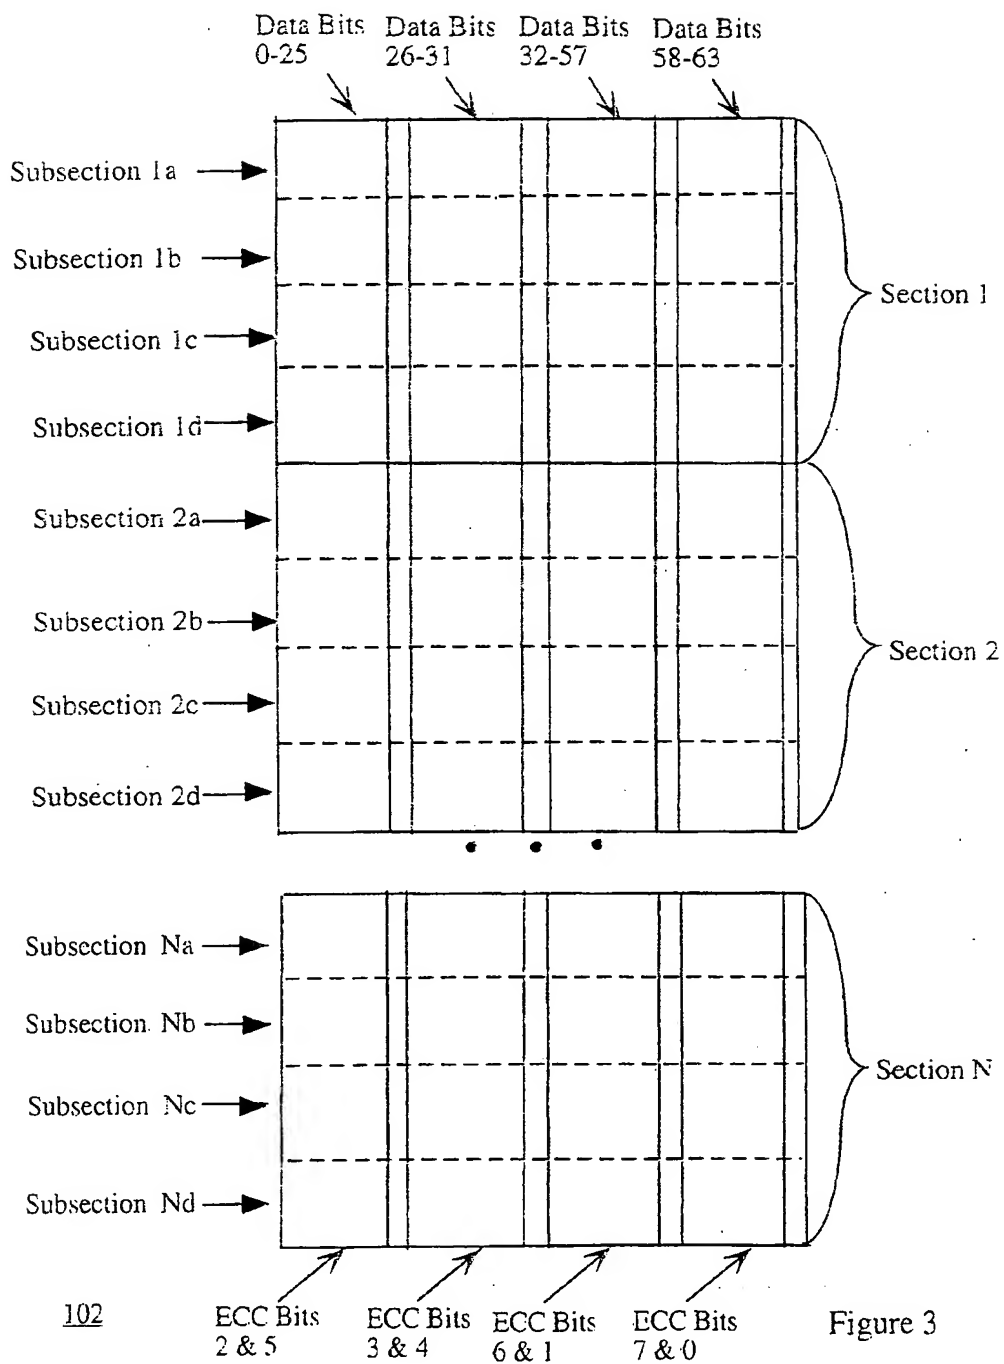 Data Bits 0-25
Data Bits 26-31
Data Bits 32-57
Data Bits 58-63
Subsection 1a
Subsection 1b
Subsection 1c
Subsection 1d
Section 1
Subsection 2a
Subsection 2b
Subsection 2c
Subsection 2d
Section 2
Subsection Na
Subsection Nb
Subsection Nc
Subsection Nd
Section N
102
ECC Bits 2 & 5
ECC Bits 3 & 4
ECC Bits 6 & 1
ECC Bits 7 & 0
Figure 3